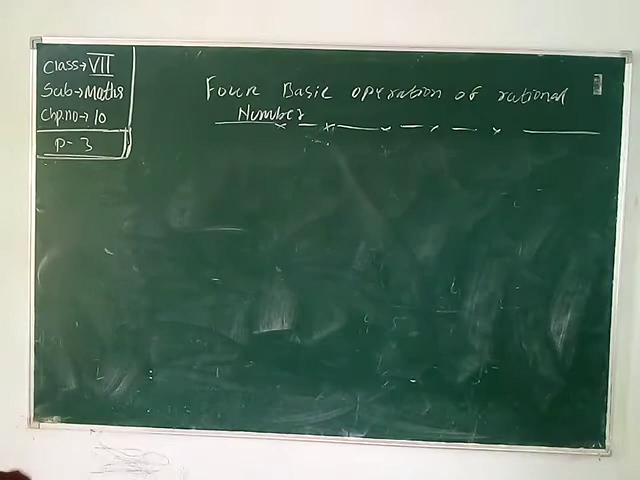 Class→VII
Sub→Maths
Chp.no→10
P-3
Four Basic operation of rational
Number